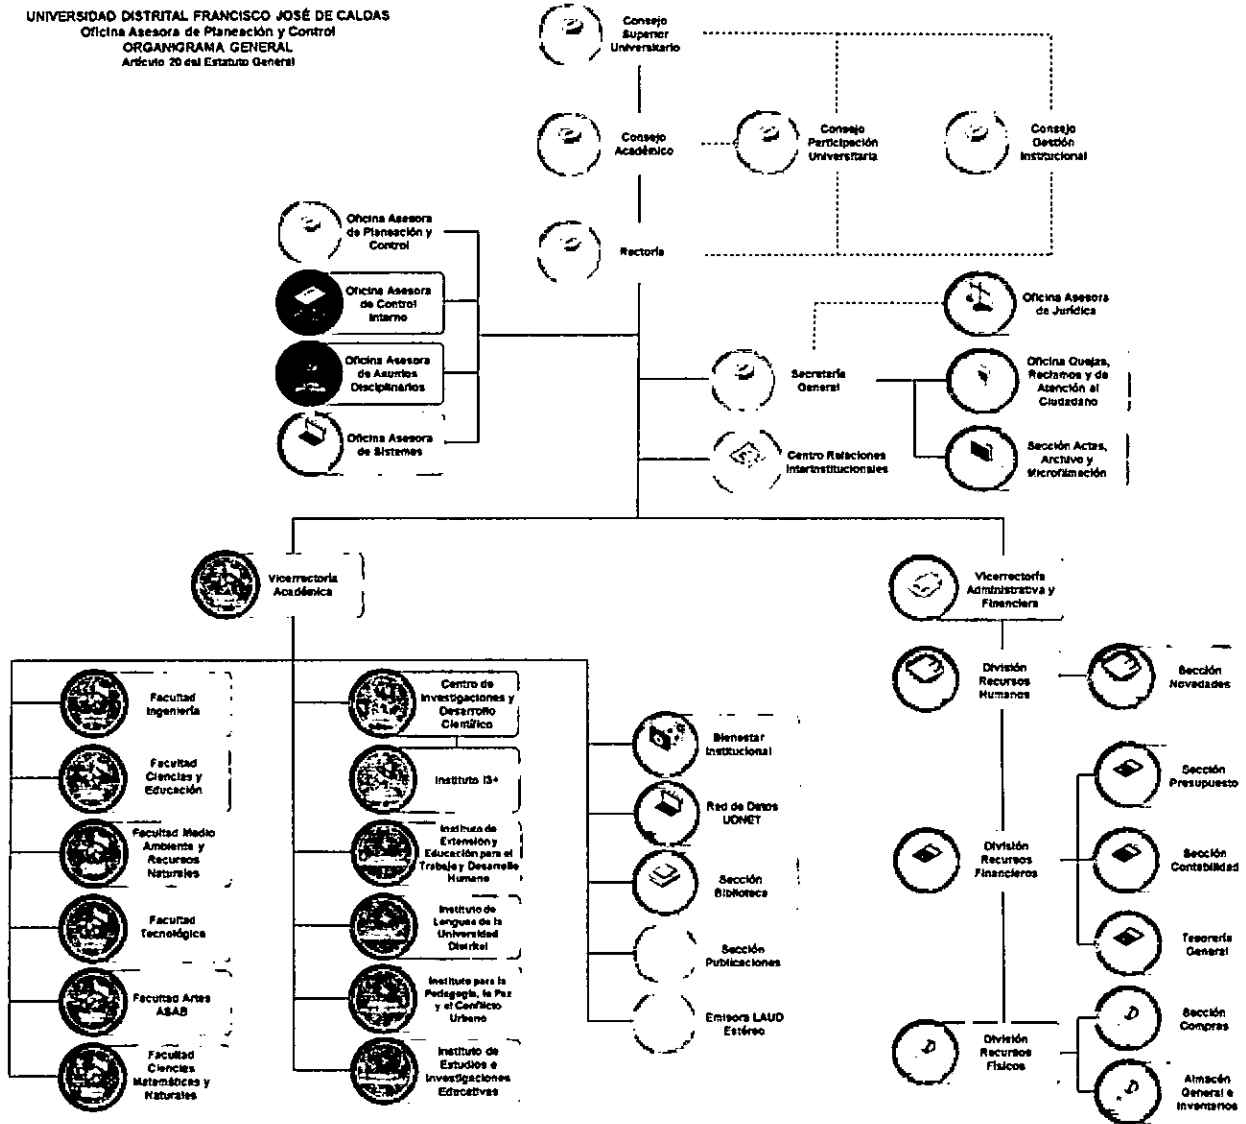 UNIVERSIDAD DISTRITAL FRANCISCO JOSÉ DE CALDAS
Oficina Asesora de Planeación y Control
ORGANIGRAMA GENERAL
Artículo 20 del Estatuto General
Consejo
Superior
Universitario
Consejo
Académico
Consejo
Participación
Universitaria
Consejo
Gestión
Institucional
Rectoría
Oficina Asesora
de Planeación y
Control
Oficina Asesora
de Control
Interno
Oficina Asesora
de Asuntos
Disciplinarios
Oficina Asesora
de Sistemas
Oficina Asesora
de Jurídica
Secretaría
General
Oficina Quejas,
Reclamos y de
Atención al
Ciudadano
Centro Relaciones
Interinstitucionales
Sección Actas,
Archivo y
Microfilmación
Vicerrectoría
Académica
Vicerrectoría
Administrativa y
Financiera
Facultad
Ingeniería
Facultad
Ciencias y
Educación
Facultad Medio
Ambiente y
Recursos
Naturales
Facultad
Tecnológica
Facultad Artes
ASAB
Facultad
Ciencias
Matemáticas y
Naturales
Centro de
Investigaciones y
Desarrollo
Científico
Instituto I3+
Instituto de
Extensión y
Educación para el
Trabajo y Desarrollo
Humano
Instituto de
Lenguas de la
Universidad
Distrital
Instituto para la
Pedagogía, la Paz
y el Conflicto
Urbano
Instituto de
Estudios e
Investigaciones
Educativas
Bienestar
Institucional
Red de Datos
UDNET
Sección
Biblioteca
Sección
Publicaciones
Emisora LAUD
Estéreo
División
Recursos
Humanos
Sección
Novedades
División
Recursos
Financieros
Sección
Presupuesto
Sección
Contabilidad
Tesorería
General
División
Recursos
Físicos
Sección
Compras
Almacén
General e
Inventarios